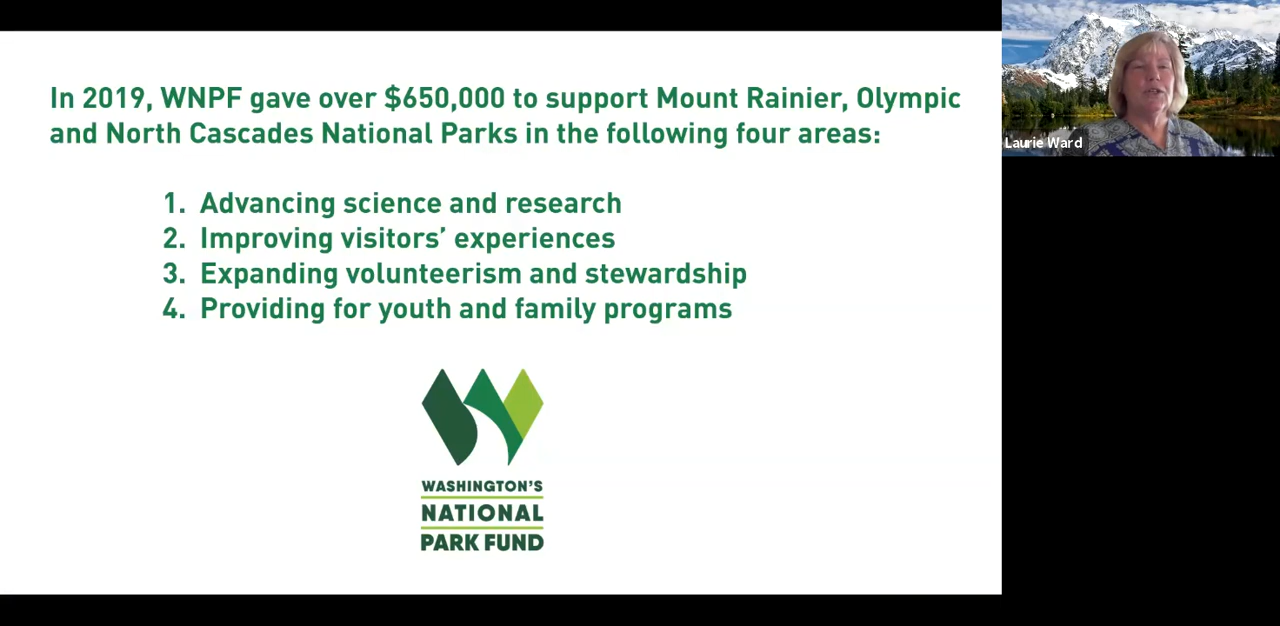 In 2019, WNPF gave over $650,000 to support Mount Rainier, Olympic
and North Cascades National Parks in the following four areas:
1. Advancing science and research
2. Improving visitors’ experiences
3. Expanding volunteerism and stewardship
4. Providing for youth and family programs
WASHINGTON’S
NATIONAL
PARK FUND
Laurie Ward